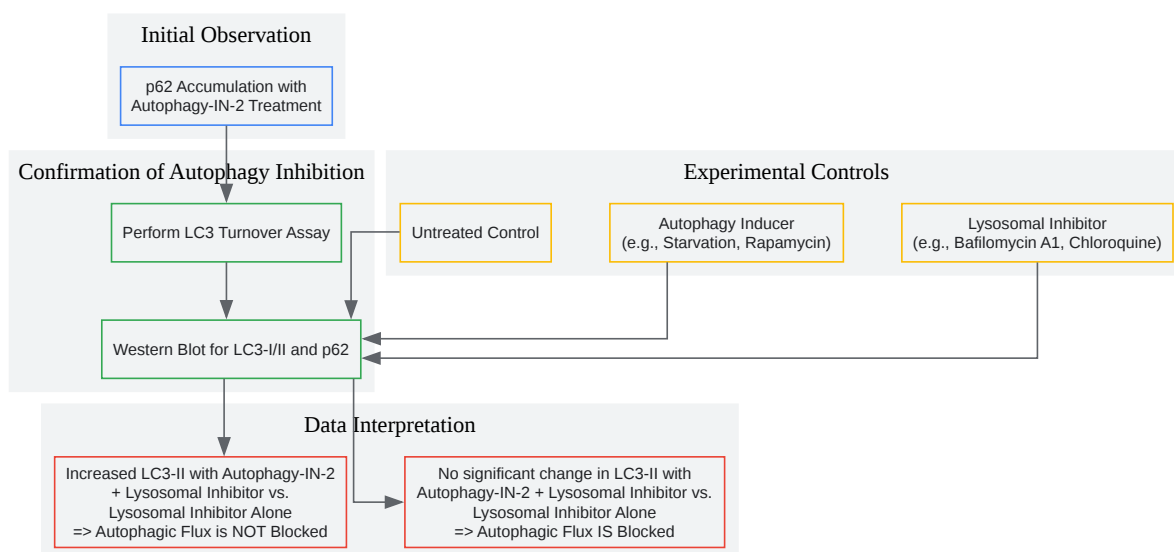 Initial Observation
p62 Accumulation with
Autophagy-IN-2 Treatment
Confirmation of Autophagy Inhibition
Experimental Controls
Perform LC3 Turnover Assay
Untreated Control
Autophagy Inducer
(e.g., Starvation, Rapamycin)
Lysosomal Inhibitor
(e.g., Bafilomycin A1, Chloroquine)
Western Blot for LC3-I/II and p62
Data Interpretation
Increased LC3-II with Autophagy-IN-2
+ Lysosomal Inhibitor vs.
Lysosomal Inhibitor Alone
=> Autophagic Flux is NOT Blocked
No significant change in LC3-II with
Autophagy-IN-2 + Lysosomal Inhibitor vs.
Lysosomal Inhibitor Alone
=> Autophagic Flux IS Blocked